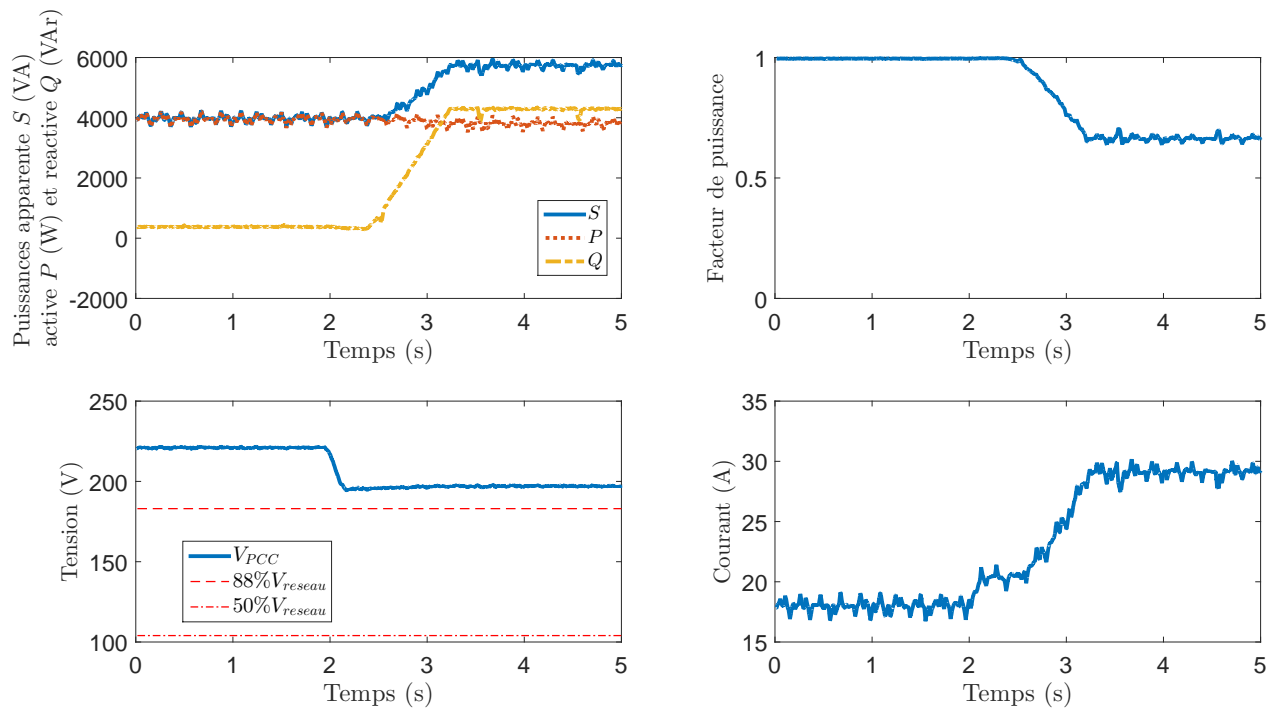 Puissances apparente S (VA)
active P (W) et reactive Q (VAr)
6000
4000
2000
0
-2000
0 1 2 3 4 5
Temps (s)
S
P
Q
Facteur de puissance
1
0.5
0
0 1 2 3 4 5
Temps (s)
Tension (V)
250
200
150
100
0 1 2 3 4 5
Temps (s)
V_PCC
88%V_reseau
50%V_reseau
Courant (A)
35
30
25
20
15
0 1 2 3 4 5
Temps (s)